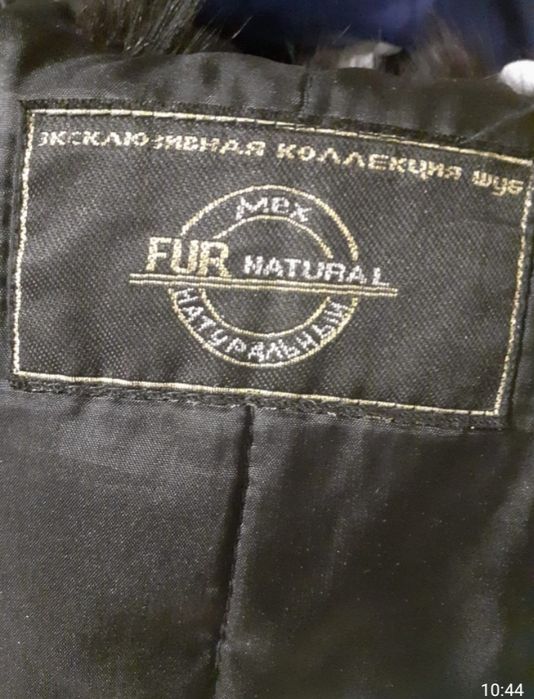 ЭКСКЛЮЗИВНАЯ КОЛЛЕКЦИЯ ШУБ
Мех
FUR NATURAL
НАТУРАЛЬНЫЙ
10:44